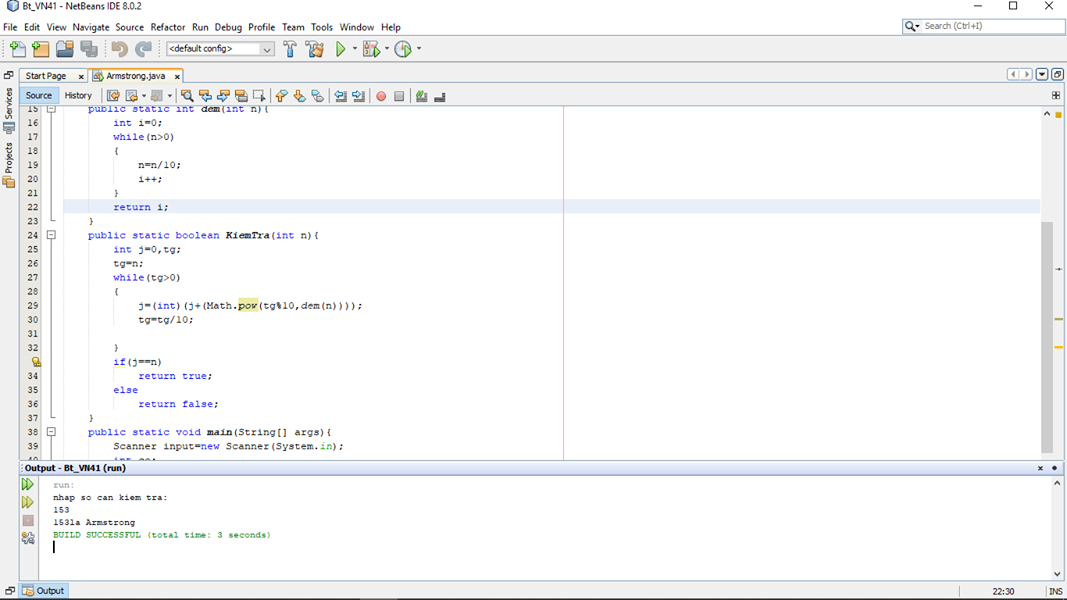 Bt_VN41 - NetBeans IDE 8.0.2
File Edit View Navigate Source Refactor Run Debug Profile Team Tools Window Help
Search (Ctrl+I)
<default config>
Start Page Armstrong.java
Source History
Services
Projects
15 public static int dem(int n){
16 int i=0;
17 while(n>0)
18 {
19 n=n/10;
20 i++;
21 }
22 return i;
23 }
24 public static boolean KiemTra(int n){
25 int j=0,tg;
26 tg=n;
27 while(tg>0)
28 {
29 j=(int)(j+(Math.pow(tg%10,dem(n))));
30 tg=tg/10;
31
32 }
if(j==n)
34 return true;
35 else
36 return false;
37 }
38 public static void main(String[] args){
39 Scanner input=new Scanner(System.in);
Output - Bt_VN41 (run)
run:
nhap so can kiem tra:
153
153la Armstrong
BUILD SUCCESSFUL (total time: 3 seconds)
Output
22:30 INS